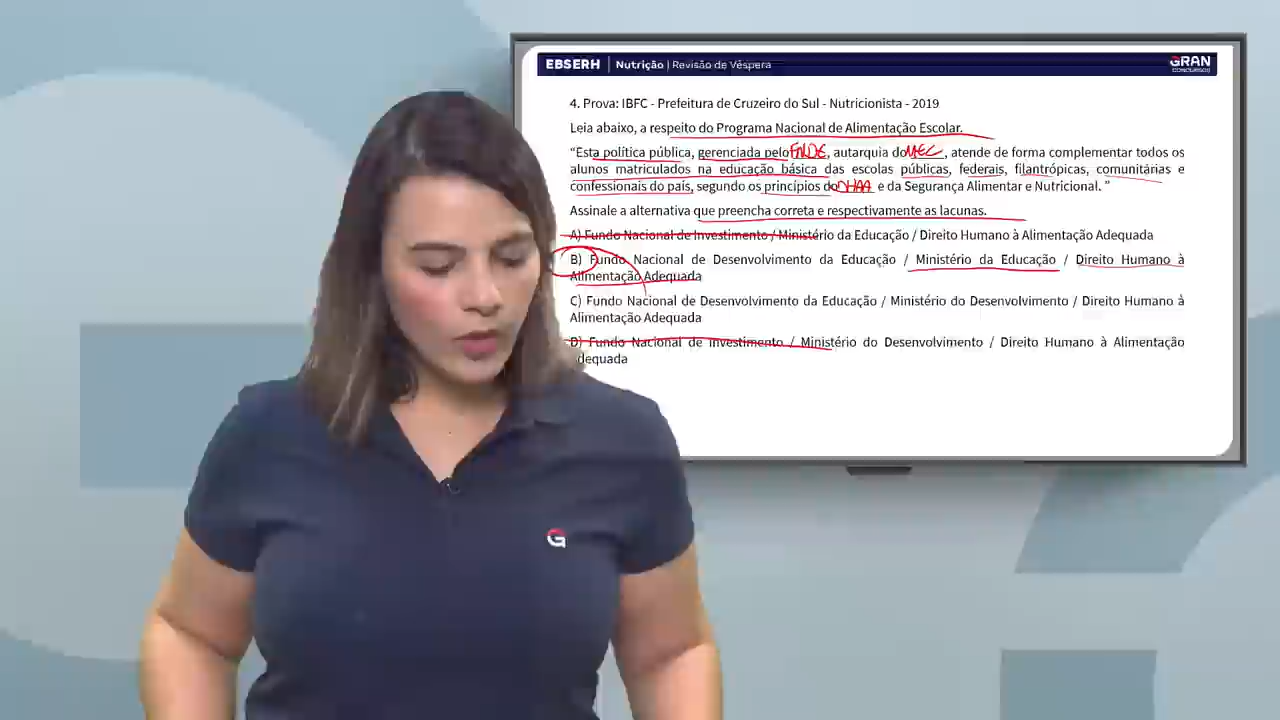 EBSERH | Nutrição | Revisão de Véspera
GRAN
CONCURSOS
4. Prova: IBFC - Prefeitura de Cruzeiro do Sul - Nutricionista - 2019
Leia abaixo, a respeito do Programa Nacional de Alimentação Escolar.
“Esta política pública, gerenciada pelo FNDE, autarquia do MEC, atende de forma complementar todos os
alunos matriculados na educação básica das escolas públicas, federais, filantrópicas, comunitárias e
confessionais do país, segundo os princípios do DHAA e da Segurança Alimentar e Nutricional. ”
Assinale a alternativa que preencha correta e respectivamente as lacunas.
A) Fundo Nacional de Investimento / Ministério da Educação / Direito Humano à Alimentação Adequada
B) Fundo Nacional de Desenvolvimento da Educação / Ministério da Educação / Direito Humano à
Alimentação Adequada
C) Fundo Nacional de Desenvolvimento da Educação / Ministério do Desenvolvimento / Direito Humano à
Alimentação Adequada
D) Fundo Nacional de Investimento / Ministério do Desenvolvimento / Direito Humano à Alimentação
dequada
G